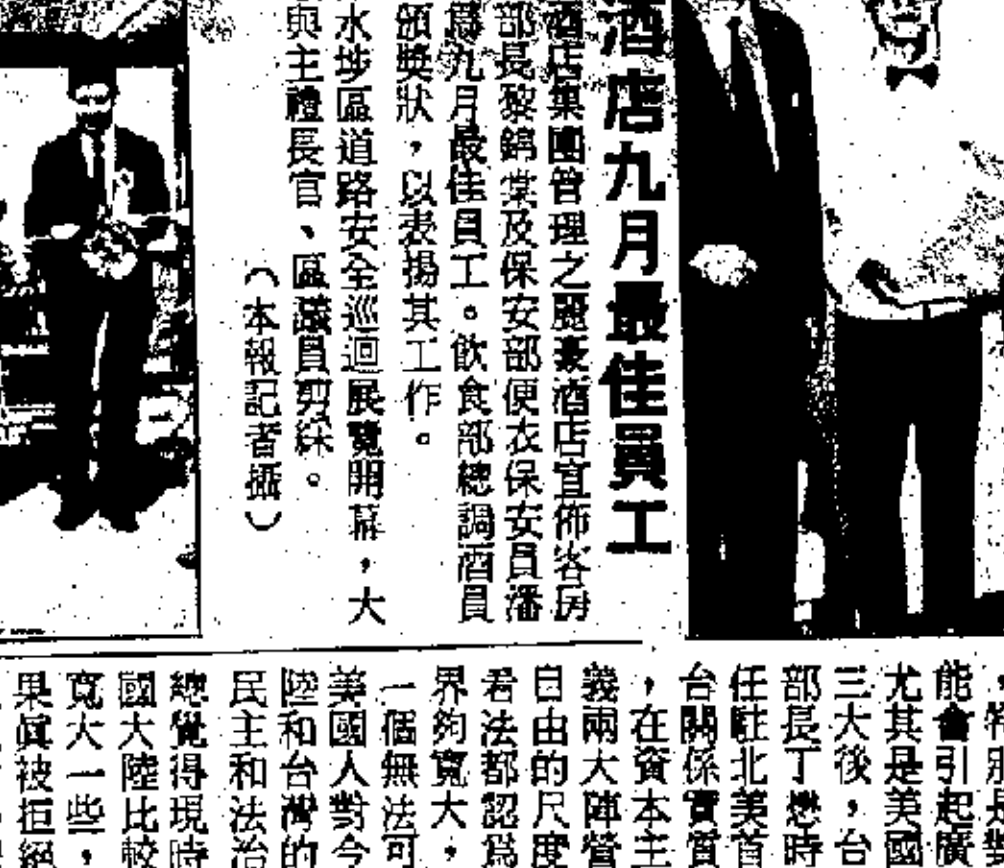 酒店九月最佳員工
酒店集團管理之麗豪酒店宣佈客房
部長黎錦棠及保安部便衣保安員潘
爲九月最佳員工。飲食部總調酒員
頒獎狀，以表揚其工作。
水埗區道路安全巡迴展覽開幕，大
與主禮長官、區議員剪綵。
（本報記者攝）
能會引起廣
尤其是美國
三大後，台
部長丁懋時
任駐北美首
台關係實質
，在資本主
義兩大陣營
自由的尺度
看法都認爲
界夠寬大，
一個無法可
美國人對今
陸和台灣的
民主和法治
總覺得現時
國大陸比較
寬大一些，
果眞被拒絕